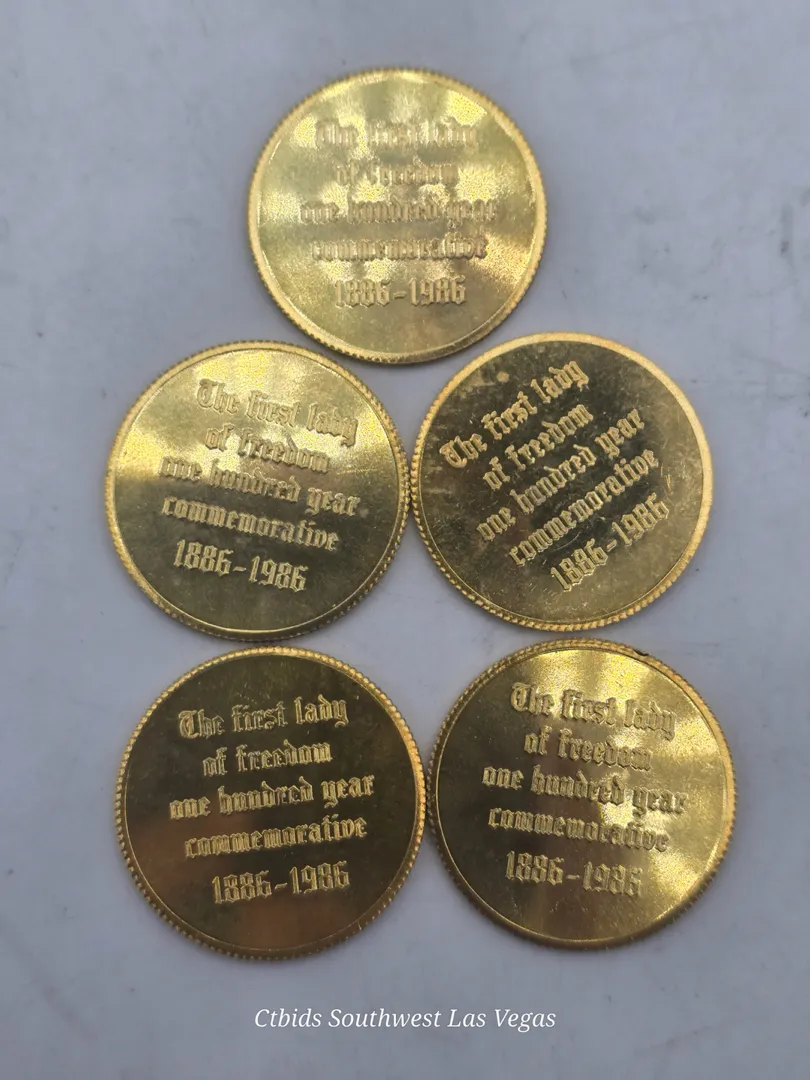 The first lady
of freedom
one hundred year
commemorative
1886-1986
The first lady
of freedom
one hundred year
commemorative
1886-1986
The first lady
of freedom
one hundred year
commemorative
1886-1986
The first lady
of freedom
one hundred year
commemorative
1886-1986
The first lady
of freedom
one hundred year
commemorative
1886-1986
Ctbids Southwest Las Vegas